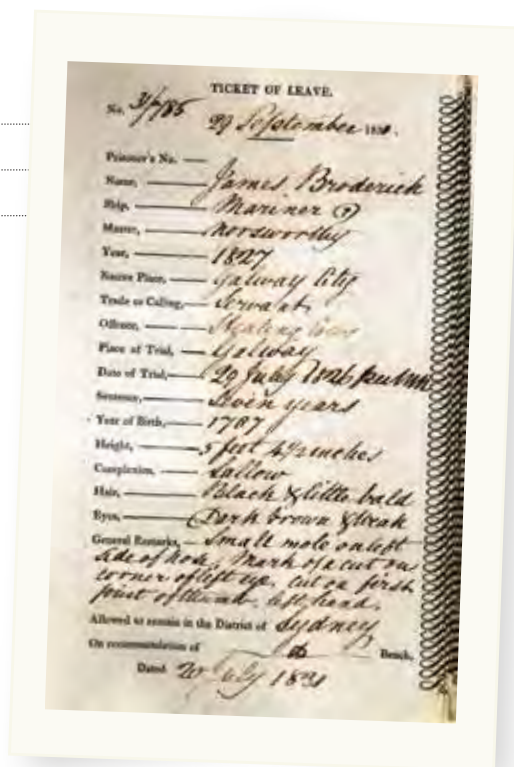 TICKET OF LEAVE.
No. 31/785
29 September 1831.
Prisoner's No. —
Name, — James Broderick
Ship, — Mariner
Master, — Norsworthy
Year, — 1827
Native Place, — Galway City
Trade or Calling, — Servant
Offence, — Stealing
Place of Trial, — Galway
Date of Trial, — 29 July 1826
Sentence, — Seven years
Year of Birth, — 1787
Height, — 5 feet 4½ inches
Complexion, — Sallow
Hair, — Black & little bald
Eyes, — Dark brown & weak
General Remarks, — Small mole on left
side of nose. Mark of a cut on
corner of left eye. cut on first
joint of thumb, left hand.
Allowed to remain in the District of Sydney
On recommendation of Bench,
Dated July 1831